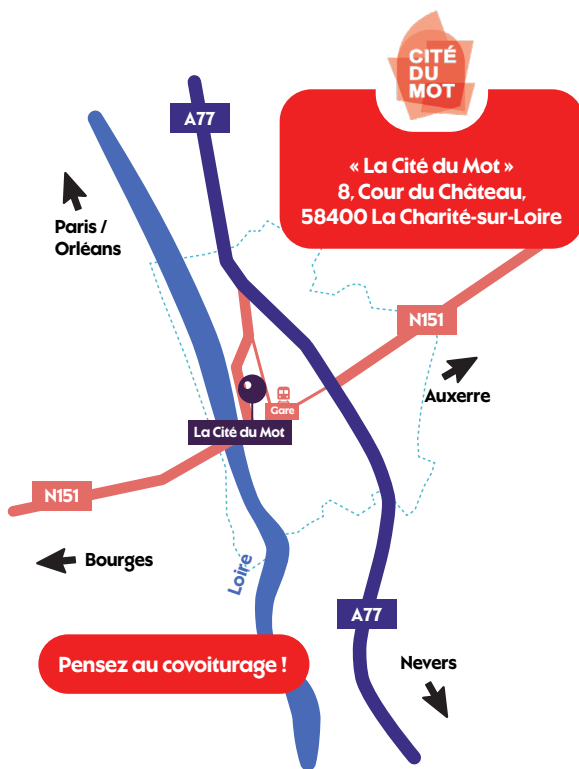 CITÉ
DU
MOT
A77
« La Cité du Mot »
8, Cour du Château,
58400 La Charité-sur-Loire
Paris /
Orléans
N151
Auxerre
Gare
La Cité du Mot
N151
Bourges
Loire
A77
Pensez au covoiturage !
Nevers